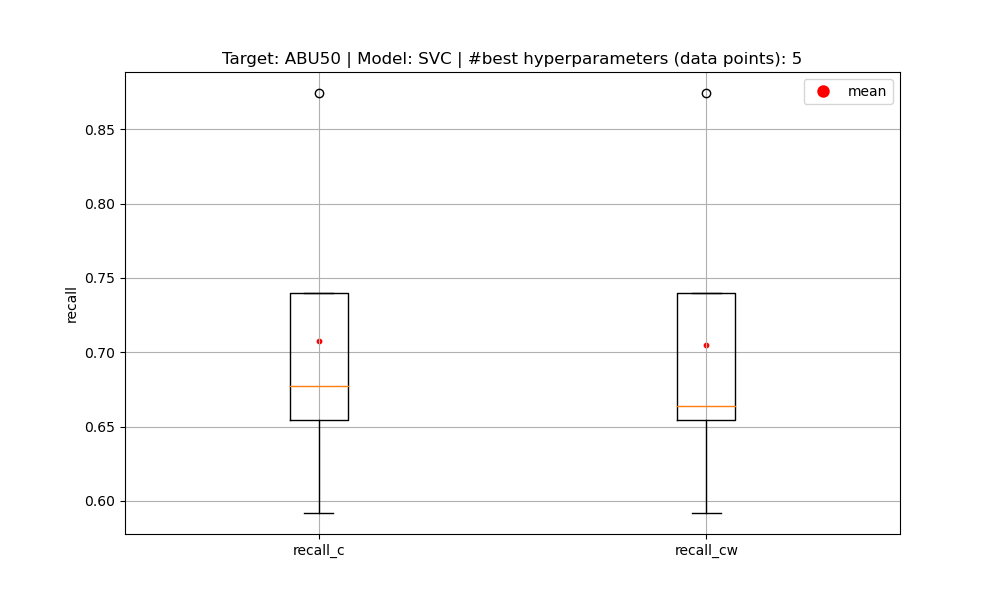 Target: ABU50 | Model: SVC | #best hyperparameters (data points): 5
mean
0.85
0.80
0.75
0.70
0.65
0.60
recall
recall_c
recall_cw